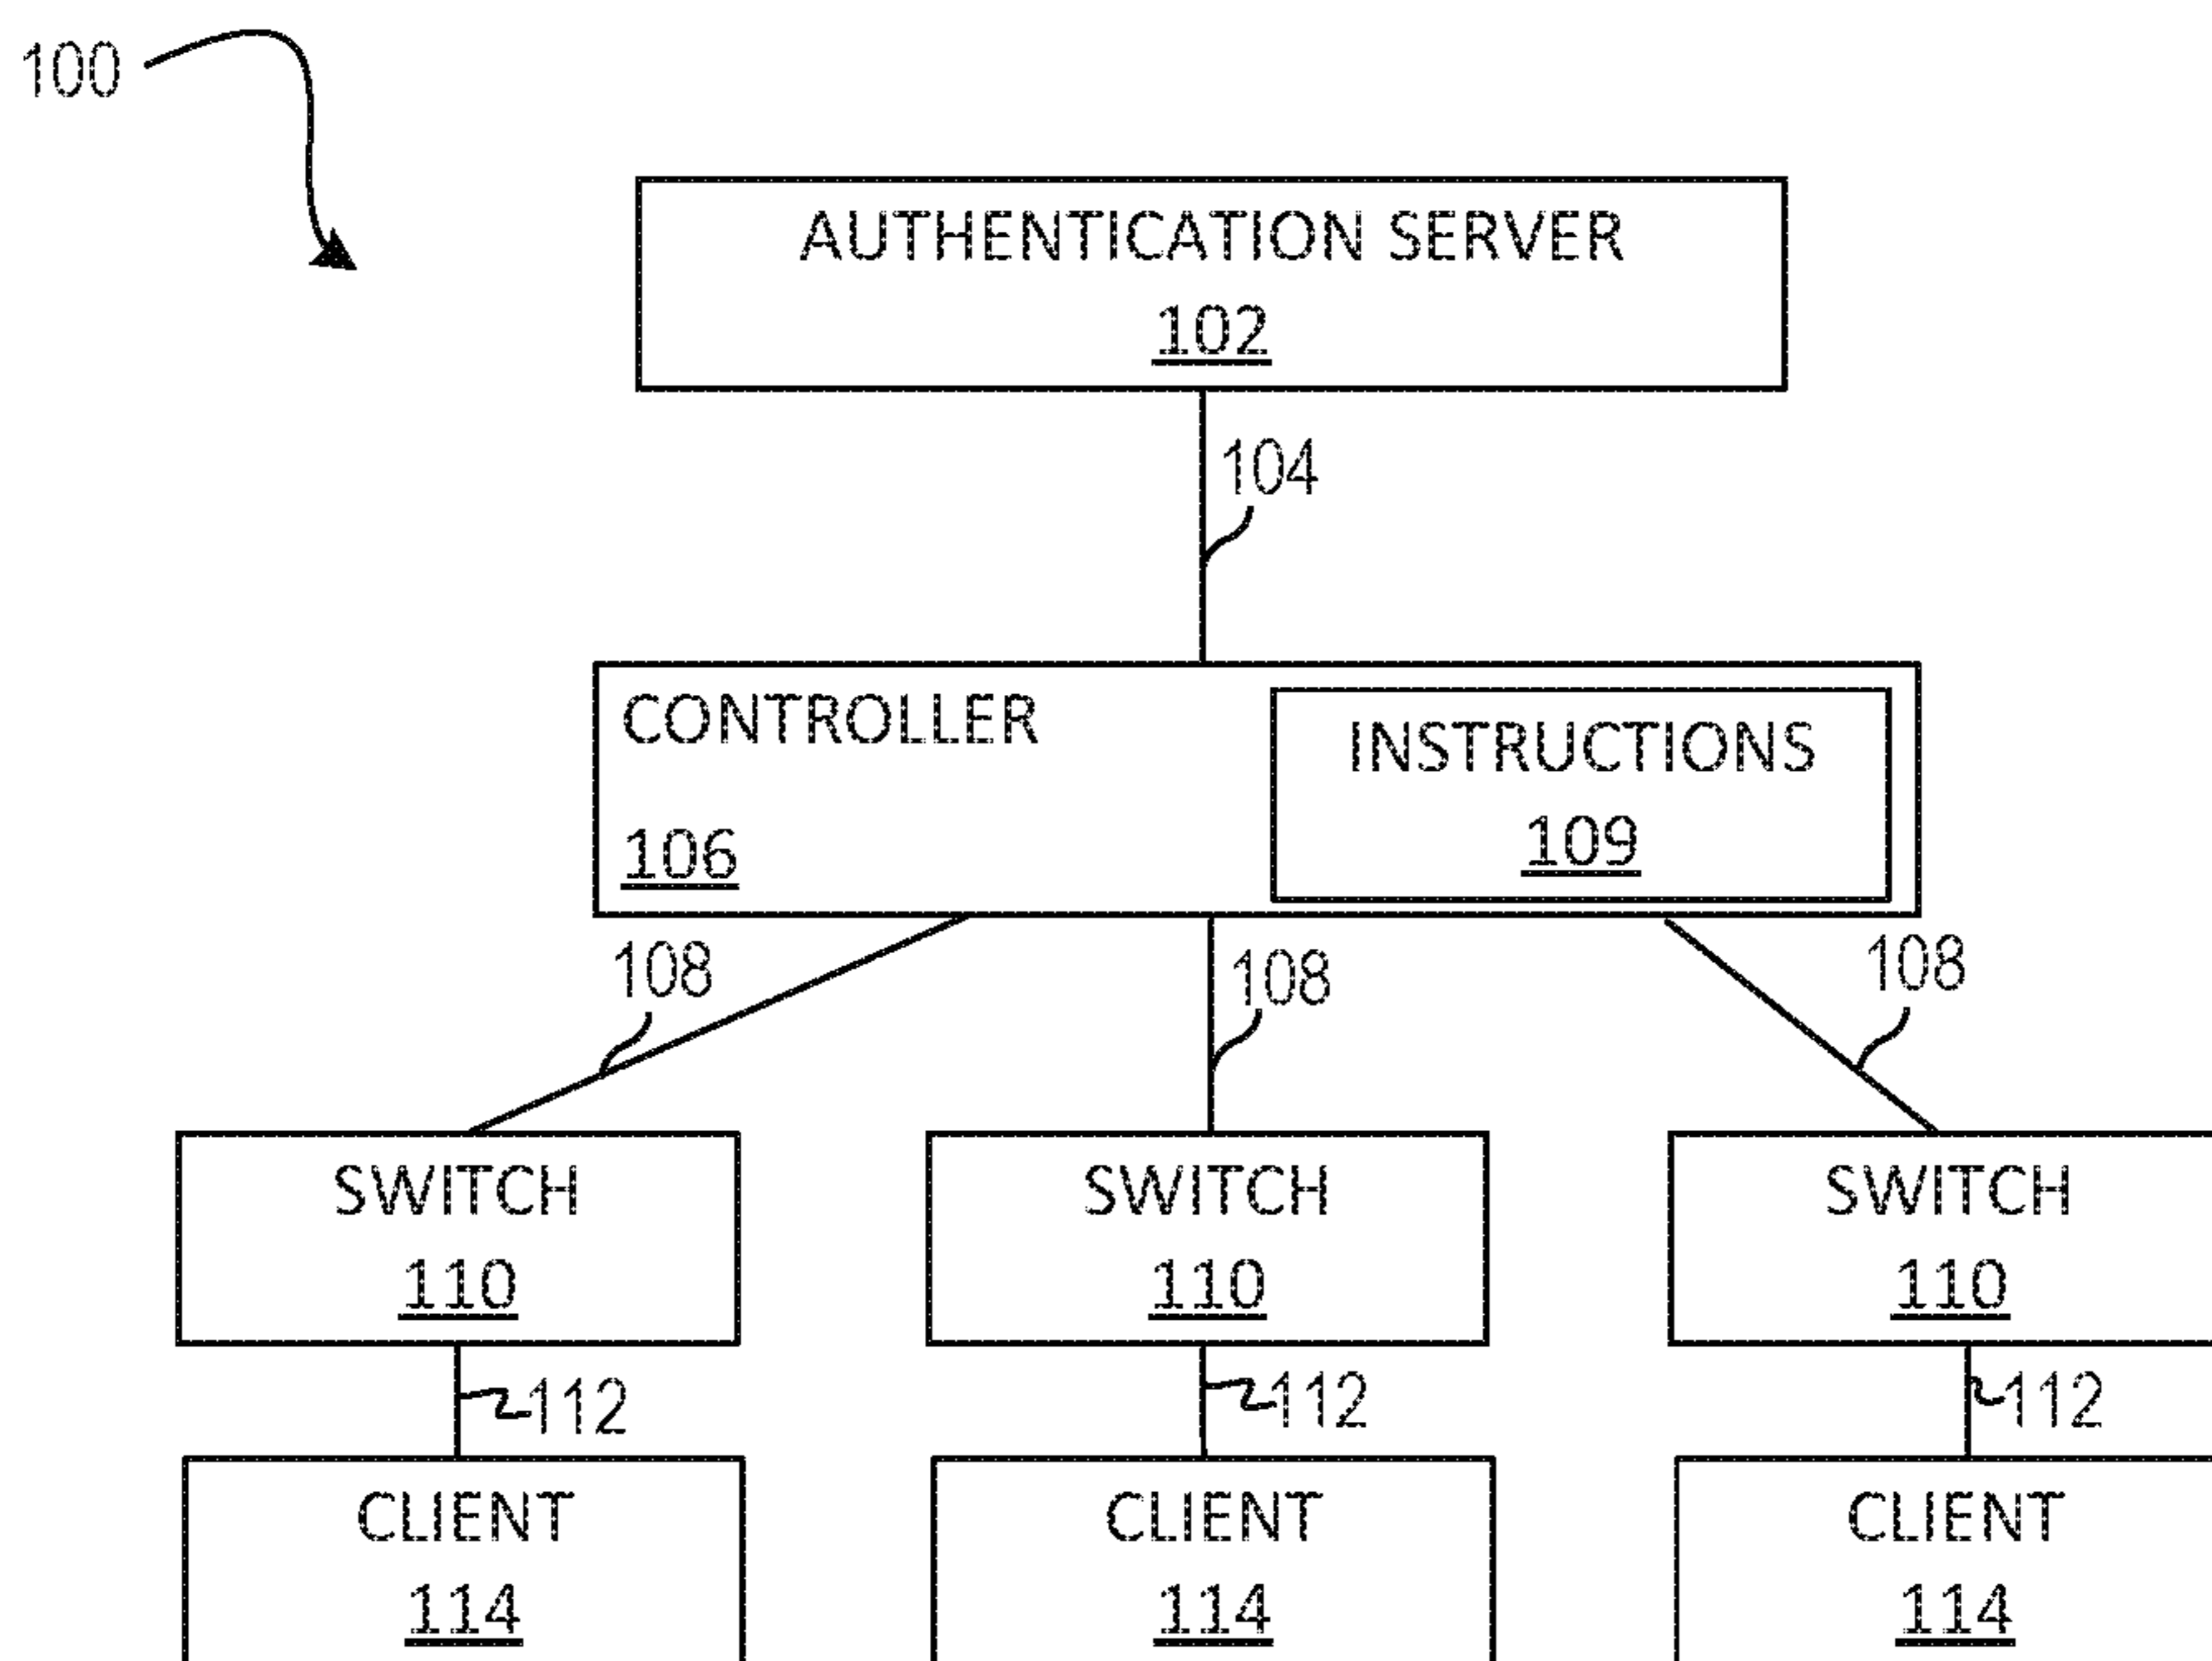 100
AUTHENTICATION SERVER
102
104
CONTROLLER
106
INSTRUCTIONS
109
108
108
108
SWITCH
110
SWITCH
110
SWITCH
110
112
112
112
CLIENT
114
CLIENT
114
CLIENT
114